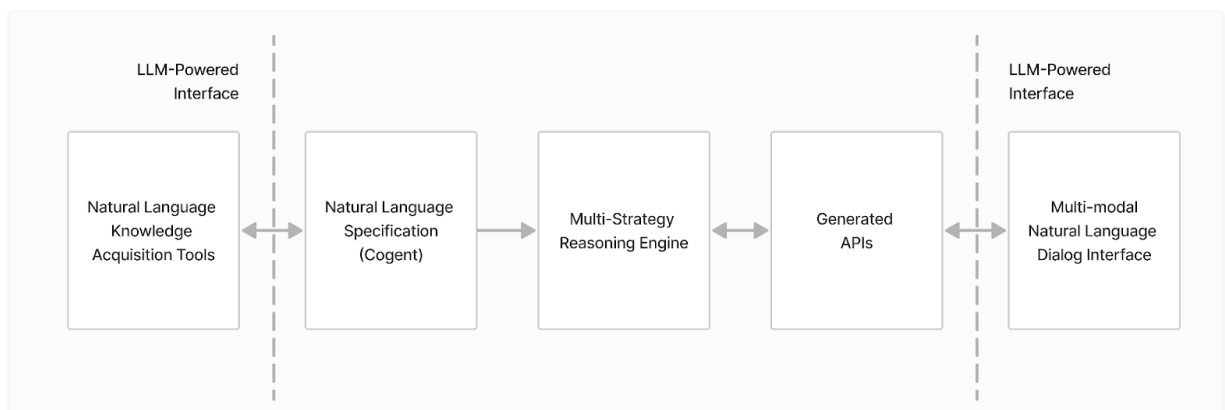 LLM-Powered
Interface
LLM-Powered
Interface
Natural Language
Knowledge
Acquisition Tools
Natural Language
Specification
(Cogent)
Multi-Strategy
Reasoning Engine
Generated
APIs
Multi-modal
Natural Language
Dialog Interface